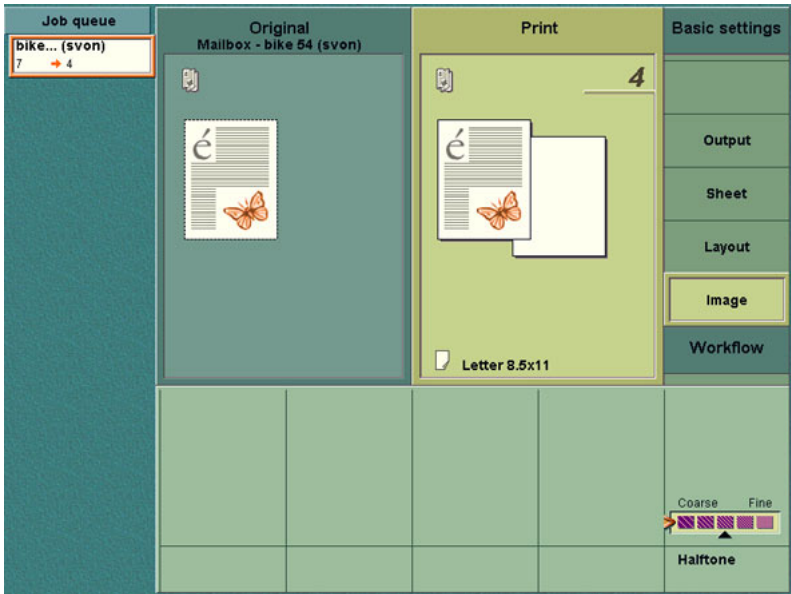 Job queue
bike... (svon)
7 → 4
Original
Mailbox - bike 54 (svon)
é
Print
4
é
Letter 8.5x11
Basic settings
Output
Sheet
Layout
Image
Workflow
Coarse Fine
Halftone